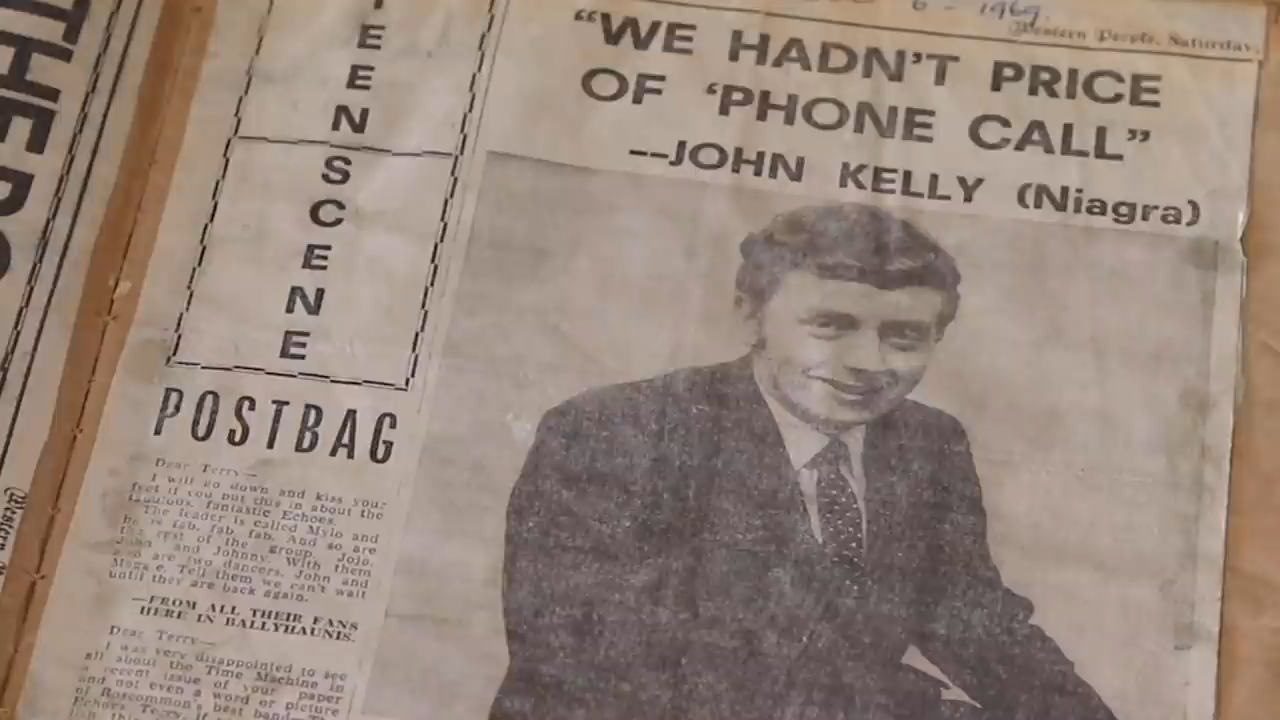 6 - 1969.
Western People, Saturday,
"WE HADN'T PRICE
OF 'PHONE CALL"
--JOHN KELLY (Niagra)
EEN
SCENE
POSTBAG
Dear Terry—
I will go down and kiss your
feet if you put this in about the
fabulous, fantastic Echoes.
The leader is called Mylo and
he is fab, fab, fab. And so are
the rest of the group, Jojo,
John and Johnny. With them
also are two dancers, John and
Tell them we can't wait
until they are back again.
—FROM ALL THEIR FANS
HERE IN BALLYHAUNIS.
Dear Terry—
I was very disappointed to see
all about the Time Machine in
a recent issue of your paper
and not even a word or picture
of Roscommon's best band—
Echoes. Terry, if
THE
Western